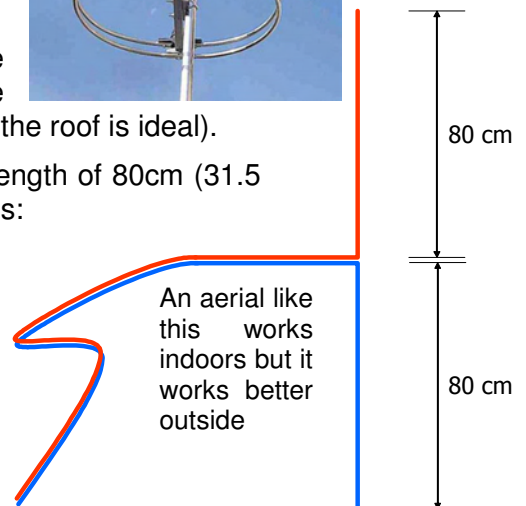 e
e
the roof is ideal).
ength of 80cm (31.5
s:
80 cm
An aerial like
this works
indoors but it
works better
outside
80 cm